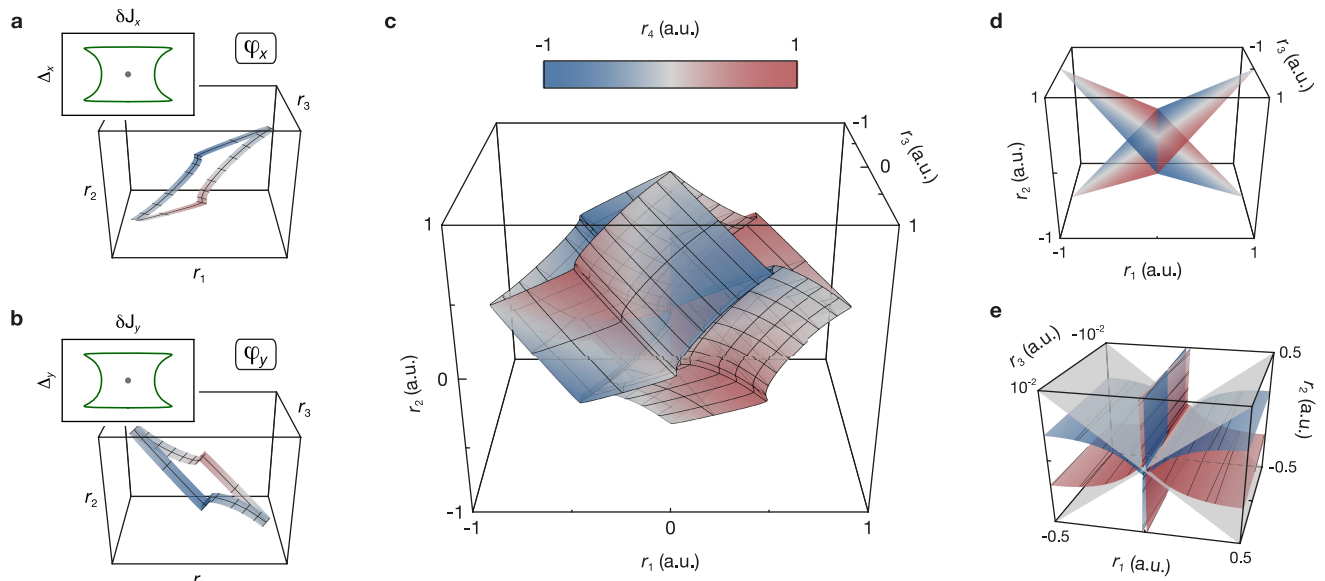 a
δJx
φx
Δx
r3
r2
r1
b
δJy
φy
Δy
r3
r2
c
r4 (a.u.)
-1
1
-1
r3 (a.u.)
0
1
1
r2 (a.u.)
0
-1
-1
0
1
r1 (a.u.)
d
-1
r3 (a.u.)
1
1
r2 (a.u.)
-1
-1
1
r1 (a.u.)
e
r3 (a.u.)
-10-2
10-2
0.5
r2 (a.u.)
-0.5
-0.5
r1 (a.u.)
0.5